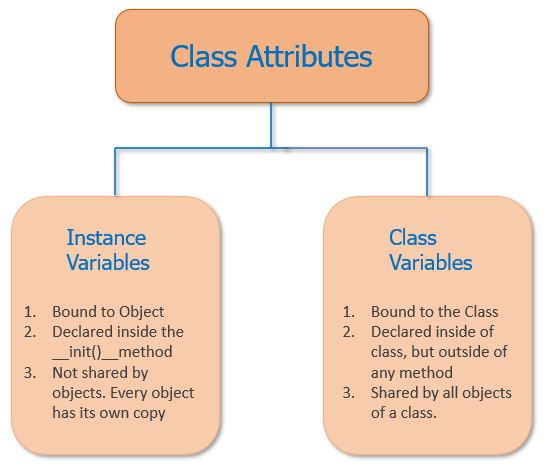 Class Attributes
Instance
Variables
1. Bound to Object
2. Declared inside the
__init()__method
3. Not shared by
objects. Every object
has its own copy
Class
Variables
1. Bound to the Class
2. Declared inside of
class, but outside of
any method
3. Shared by all objects
of a class.